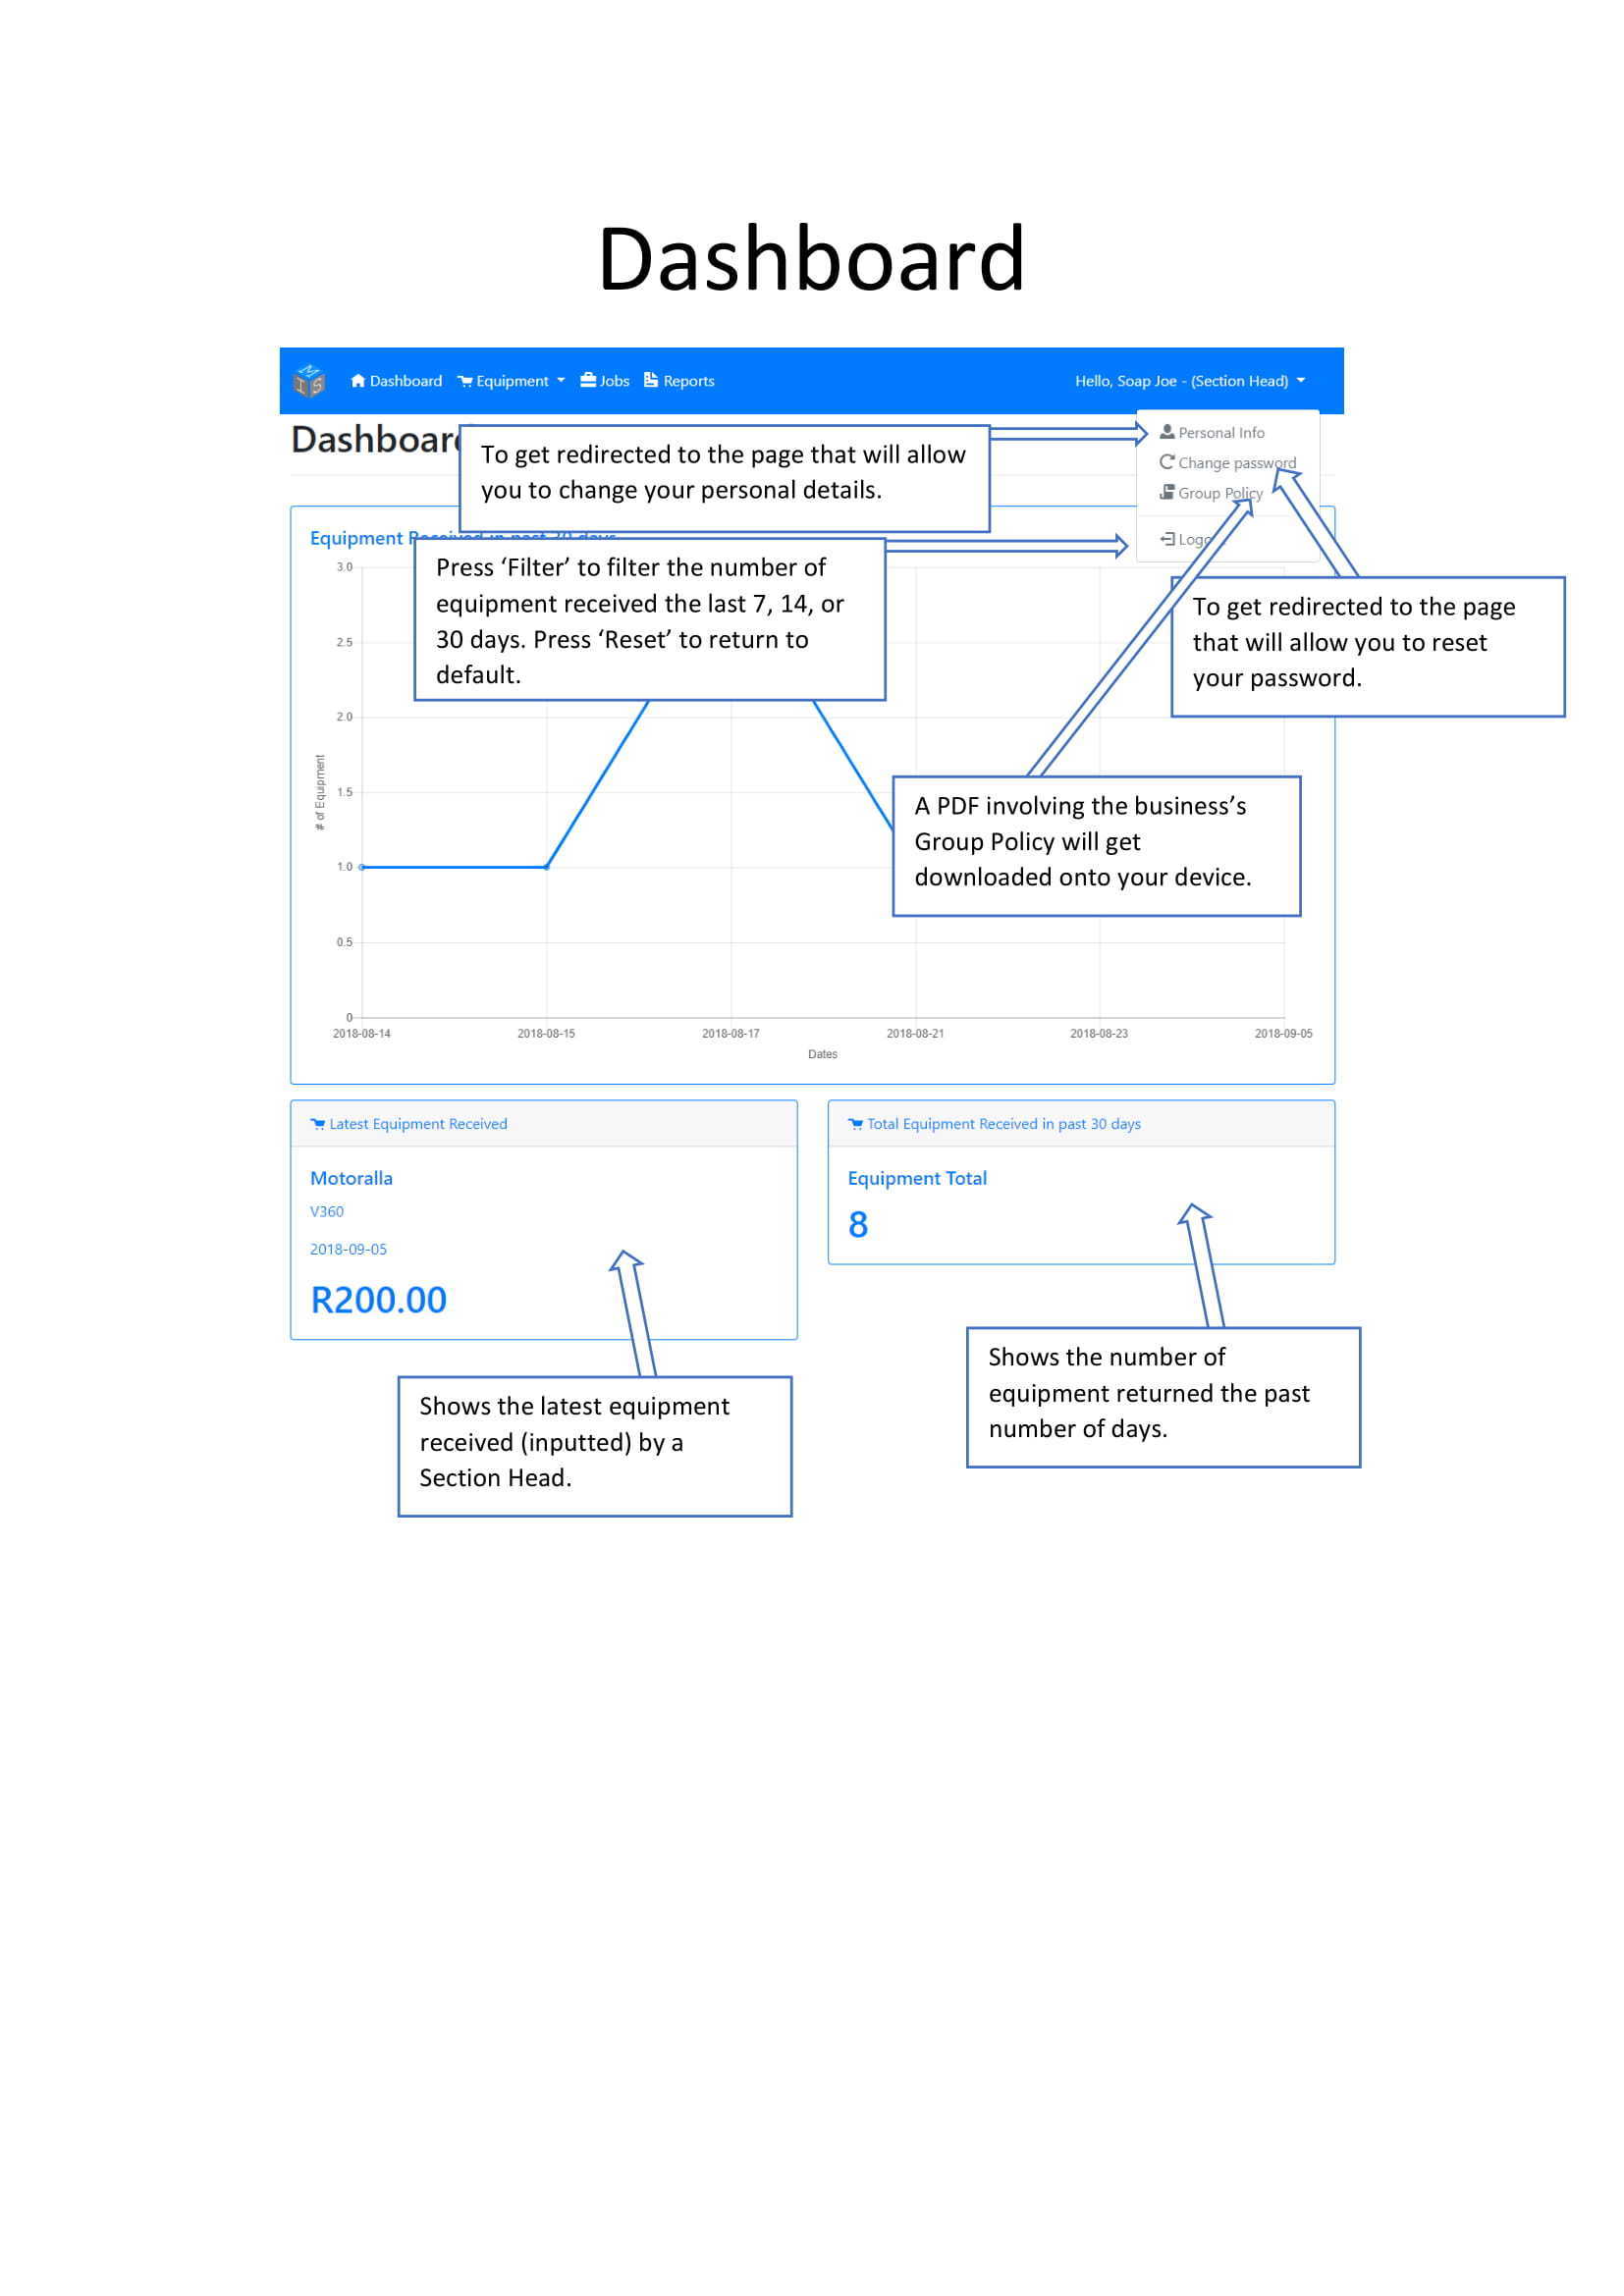 Dashboard
M
I S
Dashboard Equipment Jobs Reports Hello, Soap Joe - (Section Head)
Dashboard
To get redirected to the page that will allow
you to change your personal details.
Personal Info
Change password
Group Policy
Equipment Received in past 30 days
Press ‘Filter’ to filter the number of
equipment received the last 7, 14, or
30 days. Press ‘Reset’ to return to
default.
To get redirected to the page
that will allow you to reset
your password.
A PDF involving the business’s
Group Policy will get
downloaded onto your device.
# of Equipment
3.0
2.5
2.0
1.5
1.0
0.5
0
2018-08-14 2018-08-15 2018-08-17 2018-08-21 2018-08-23 2018-09-05
Dates
Latest Equipment Received
Motoralla
V360
2018-09-05
R200.00
Total Equipment Received in past 30 days
Equipment Total
8
Shows the latest equipment
received (inputted) by a
Section Head.
Shows the number of
equipment returned the past
number of days.